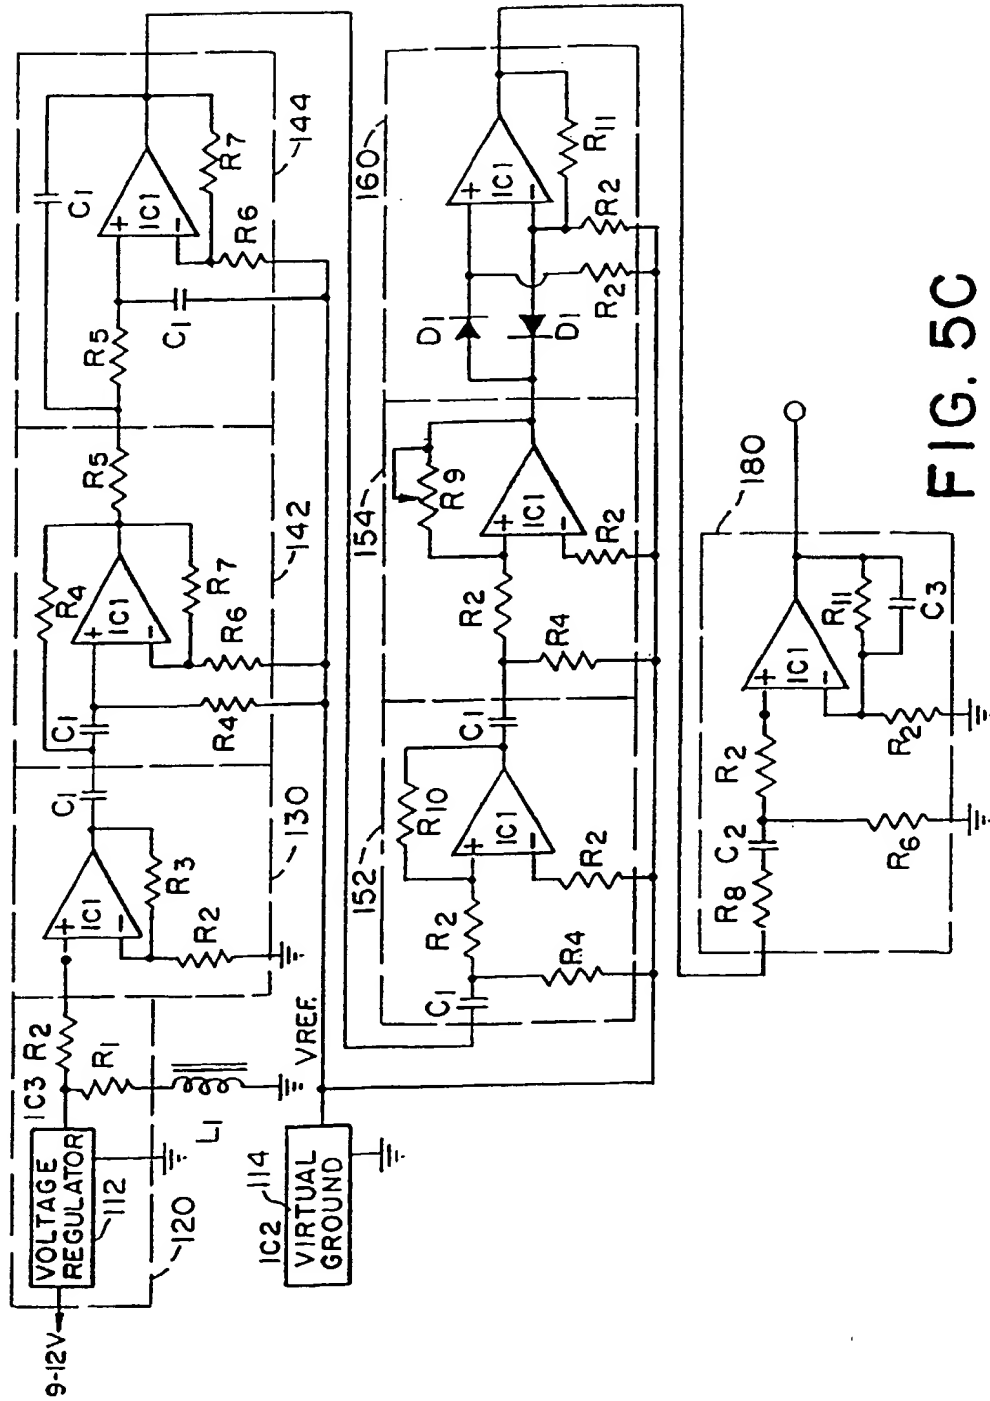 9-12V
VOLTAGE
REGULATOR
112
120
IC3
R2
R1
L1
+
IC1
−
R3
R2
130
C1
C1
R4
+
IC1
−
R4
R6
R7
142
R5
R5
C1
C1
+
IC1
−
R6
R7
144
IC2
114
VIRTUAL
GROUND
VREF.
152
C1
R2
R4
R10
+
IC1
−
R2
C1
154
R2
R4
R9
+
IC1
−
R2
160
D1
D1
R2
+
IC1
−
R2
R11
180
R8
C2
R6
R2
+
IC1
−
R2
R11
C3
FIG. 5C